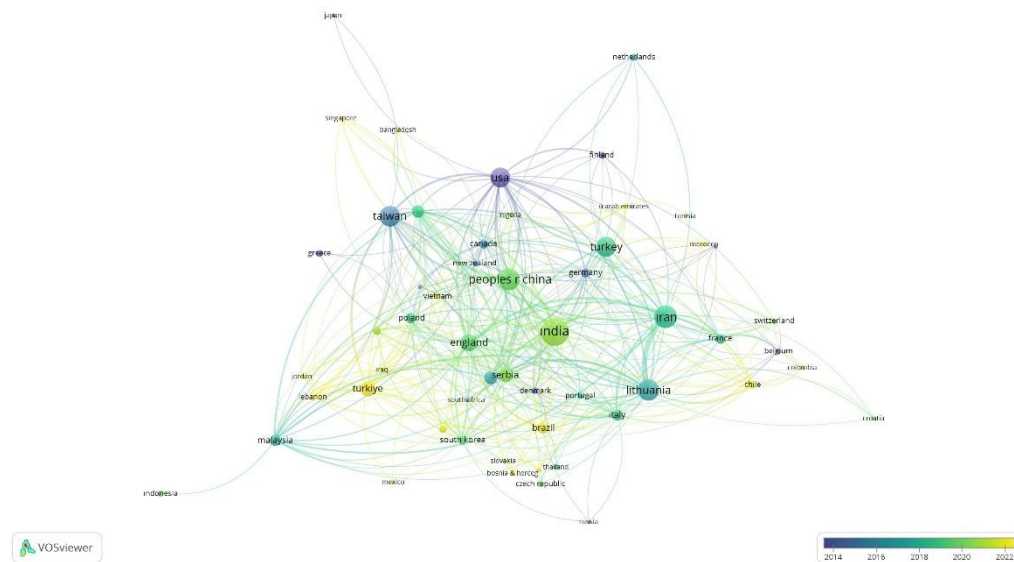 japan
netherlands
singapore
bangladesh
finland
usa
taiwan
nigeria
tunisia
turkey
morocco
canada
greece
new zealand
germany
peoples r china
vietnam
poland
iran
switzerland
india
france
england
belgium
colombia
jordan
iraq
serbia
turkiye
lithuania
chile
lebanon
denmark
portugal
south africa
italy
croatia
brazil
malaysia
south korea
slovakia
thailand
bosnia & herceg
czech republic
mexico
indonesia
russia
VOSviewer
2014 2016 2018 2020 2022